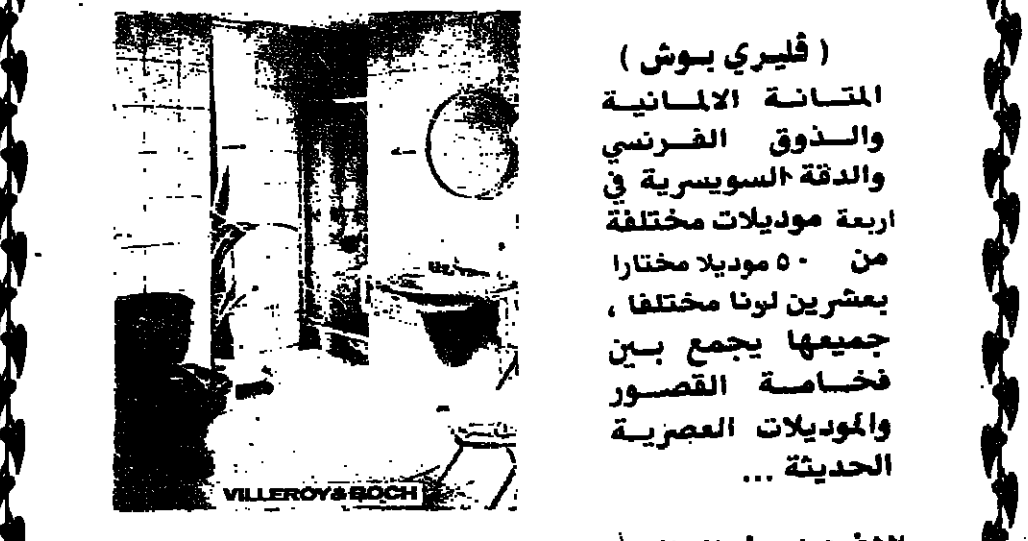 ( ڤليري بوش )
المتانة الالمانية
والذوق الفرنسي
والدقة السويسرية في
اربعة موديلات مختلفة
من ٥٠ موديلا مختارا
بعشرين لونا مختلفا ،
جميعها يجمع بين
فخامة القصور
والموديلات العصرية
الحديثة ...
VILLEROY & BOCH